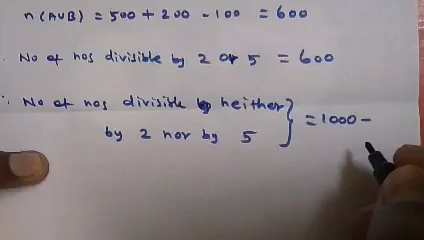 n(AUB) = 500 + 200 - 100 = 600
No of nos divisible by 2 or 5 = 600
∴ No of nos divisible by neither
by 2 nor by 5 } = 1000 -